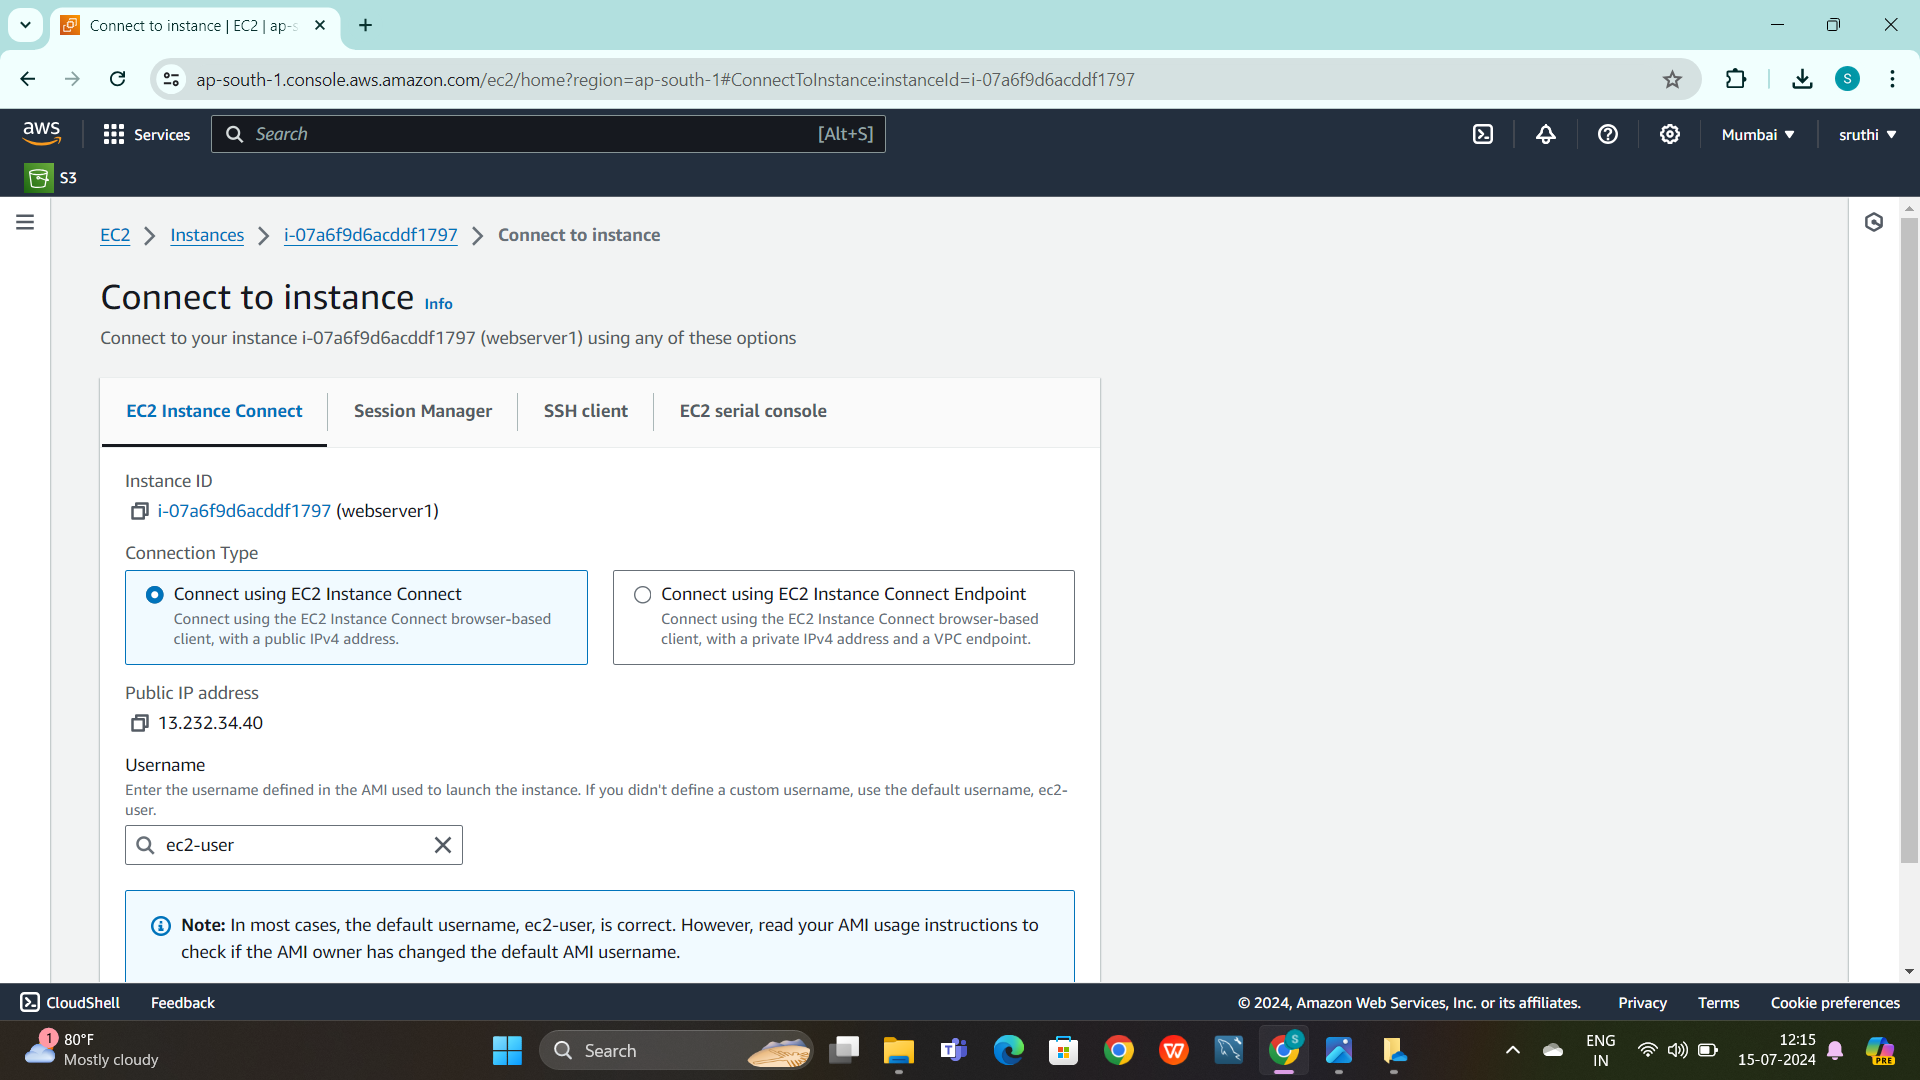 Connect to instance | EC2 | ap-s
ap-south-1.console.aws.amazon.com/ec2/home?region=ap-south-1#ConnectToInstance:instanceId=i-07a6f9d6acddf1797
S
aws
Services
Search
[Alt+S]
Mumbai
sruthi
S3
EC2
Instances
i-07a6f9d6acddf1797
Connect to instance
Connect to instance Info
Connect to your instance i-07a6f9d6acddf1797 (webserver1) using any of these options
EC2 Instance Connect
Session Manager
SSH client
EC2 serial console
Instance ID
i-07a6f9d6acddf1797 (webserver1)
Connection Type
Connect using EC2 Instance Connect
Connect using the EC2 Instance Connect browser-based
client, with a public IPv4 address.
Connect using EC2 Instance Connect Endpoint
Connect using the EC2 Instance Connect browser-based
client, with a private IPv4 address and a VPC endpoint.
Public IP address
13.232.34.40
Username
Enter the username defined in the AMI used to launch the instance. If you didn't define a custom username, use the default username, ec2-
user.
ec2-user
Note: In most cases, the default username, ec2-user, is correct. However, read your AMI usage instructions to
check if the AMI owner has changed the default AMI username.
CloudShell
Feedback
© 2024, Amazon Web Services, Inc. or its affiliates.
Privacy
Terms
Cookie preferences
1
80°F
Mostly cloudy
Search
T
W
S
ENG
IN
12:15
15-07-2024
PRE